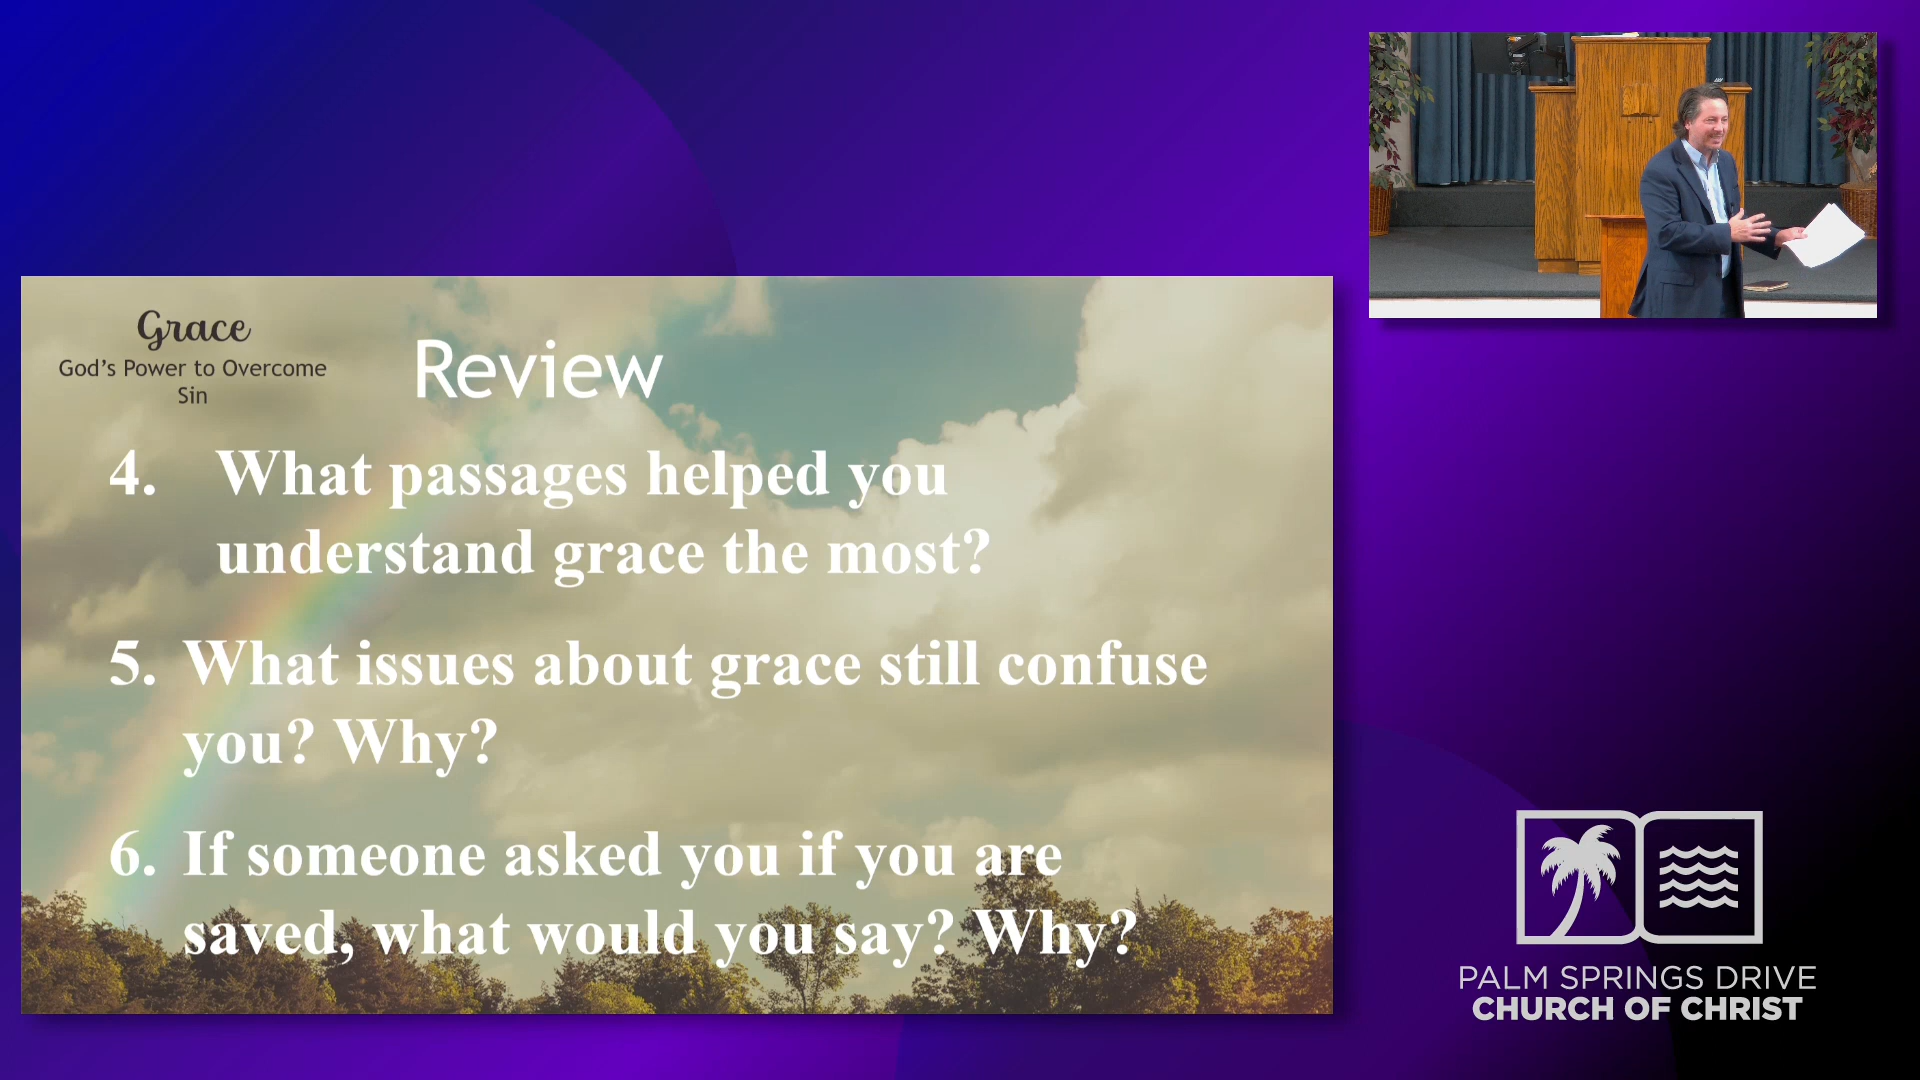 Grace
God's Power to Overcome
Sin
Review
4. What passages helped you
understand grace the most?
5. What issues about grace still confuse
you? Why?
6. If someone asked you if you are
saved, what would you say? Why?
PALM SPRINGS DRIVE
CHURCH OF CHRIST